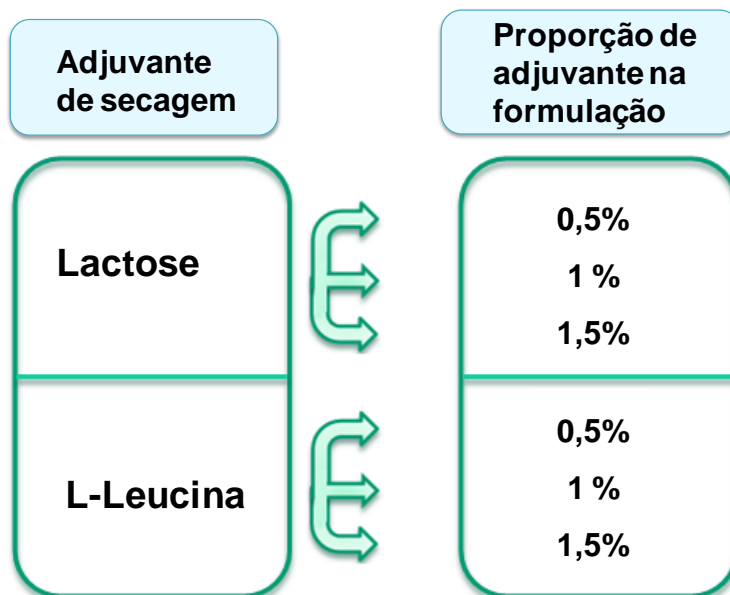 Adjuvante
de secagem
Proporção de
adjuvante na
formulação
Lactose
0,5%
1 %
1,5%
L-Leucina
0,5%
1 %
1,5%